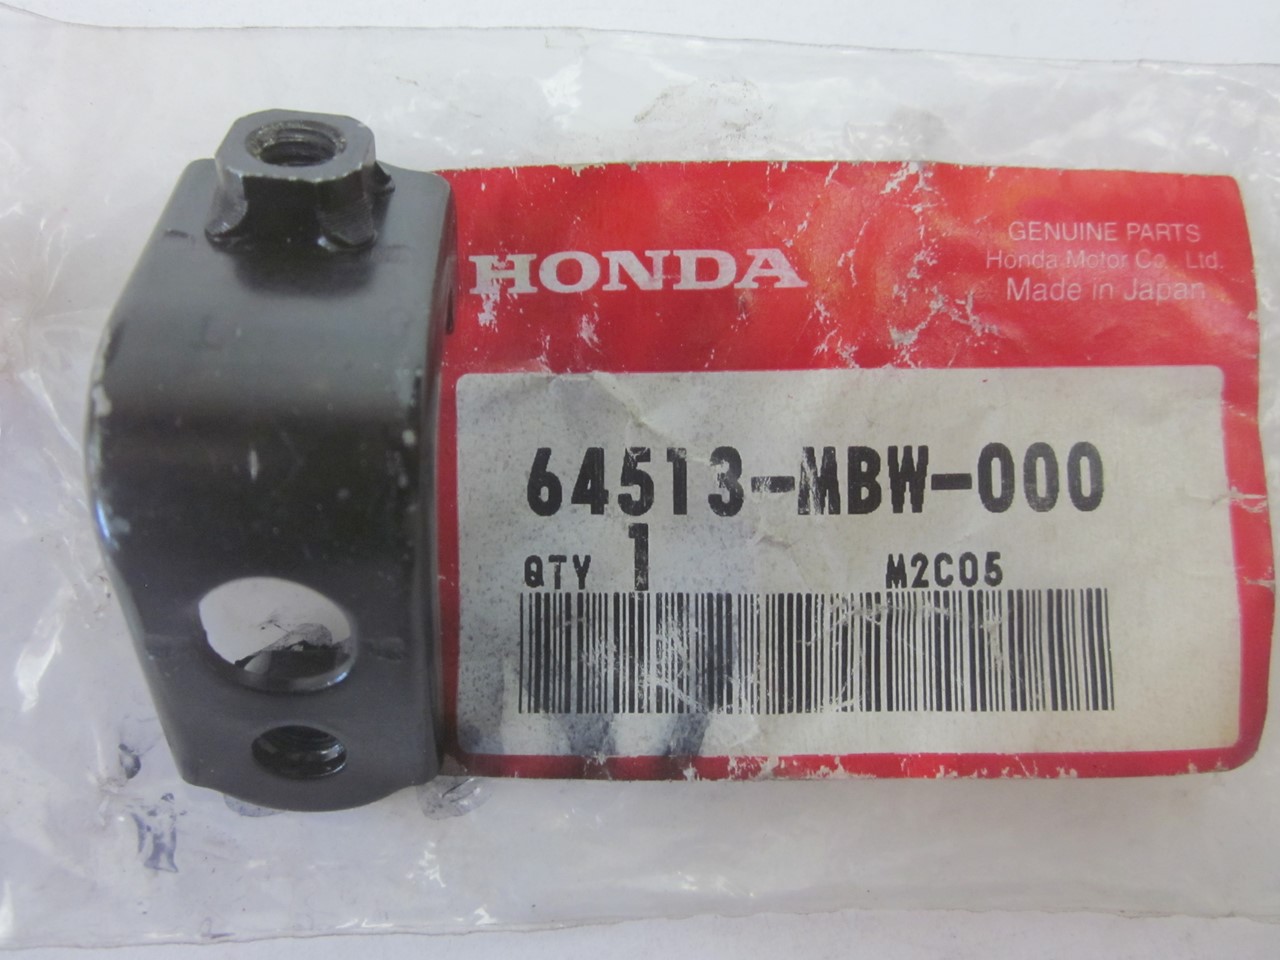 HONDA
GENUINE PARTS
Honda Motor Co., Ltd.
Made in Japan
64513-MBW-000
QTY 1 M2C05